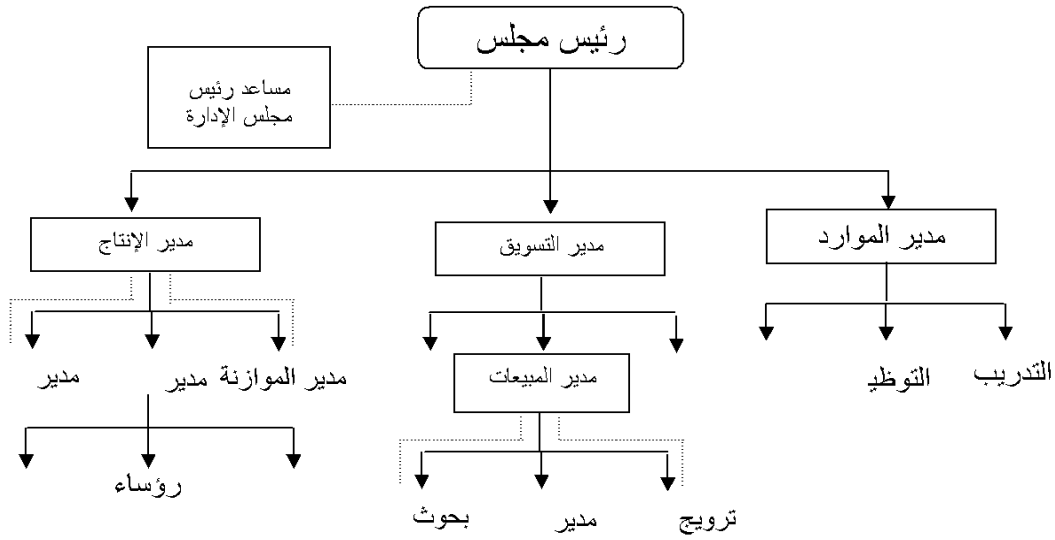 رئيس مجلس
مساعد رئيس
مجلس الإدارة
مدير الموارد
مدير التسويق
مدير الإنتاج
التدريب
التوظيـ
مدير المبيعات
مدير الموازنة
مدير
مدير
رؤساء
ترويج
مدير
بحوث